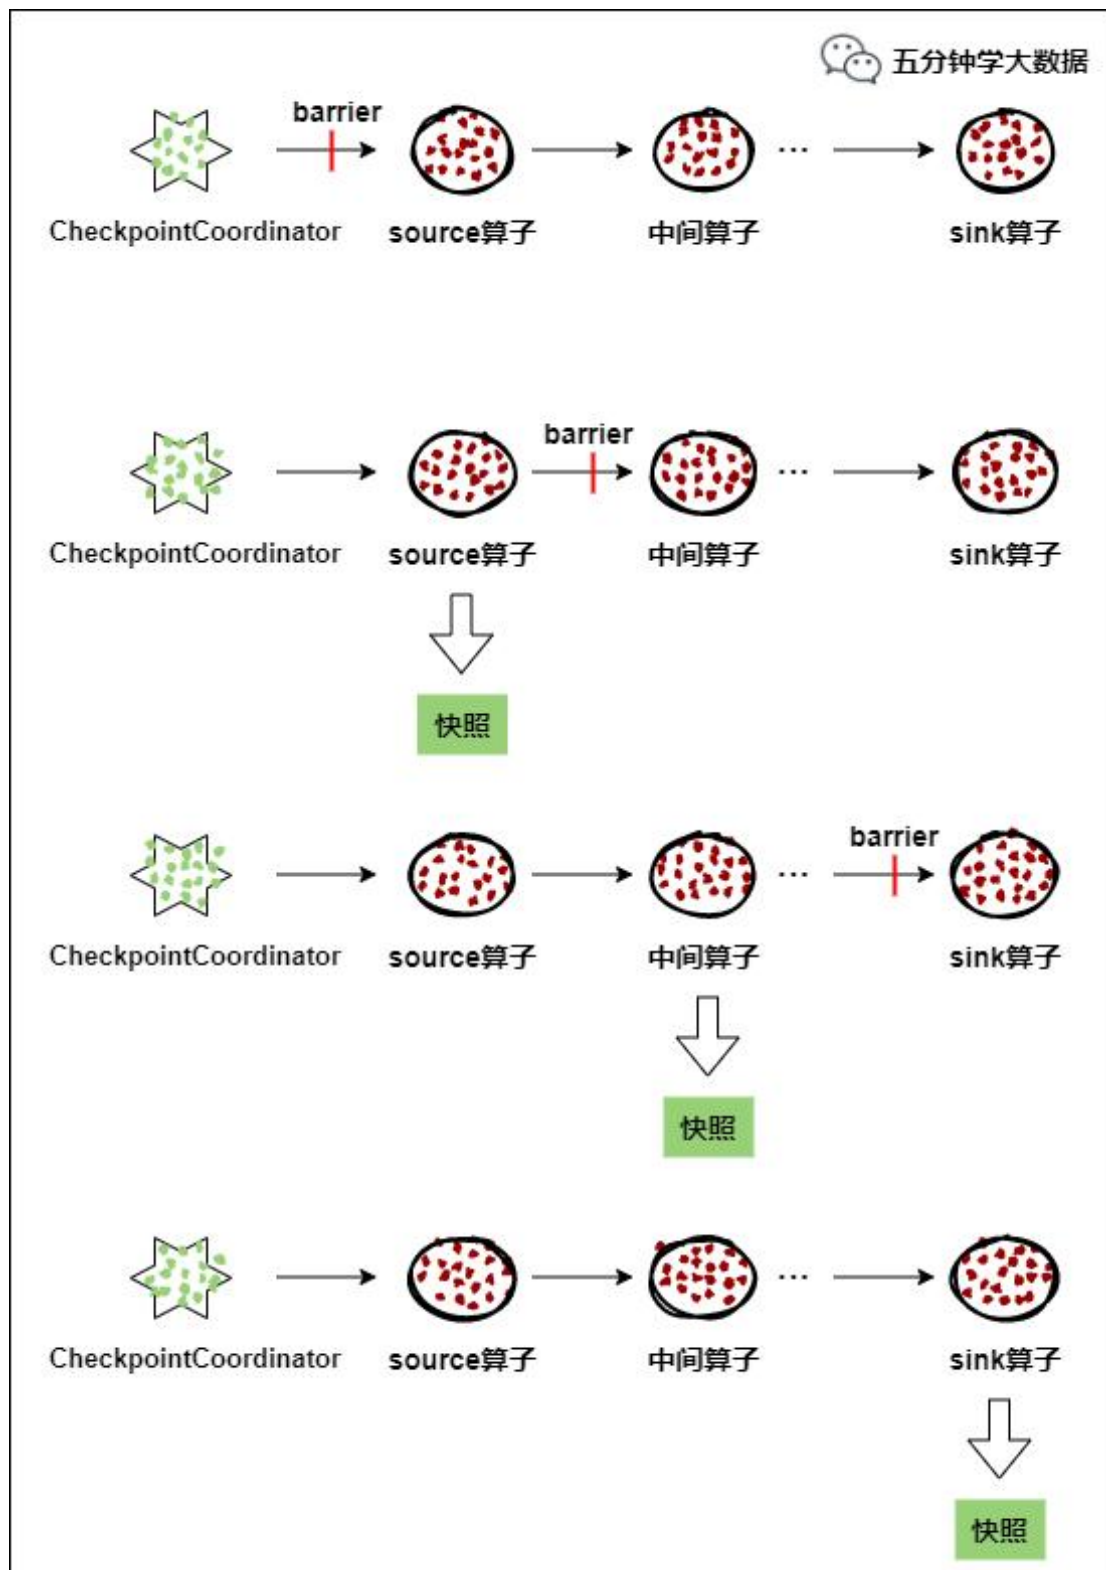 五分钟学大数据
barrier
CheckpointCoordinator source算子 中间算子 ... sink算子
barrier
CheckpointCoordinator source算子 中间算子 ... sink算子
快照
barrier
CheckpointCoordinator source算子 中间算子 ... sink算子
快照
CheckpointCoordinator source算子 中间算子 ... sink算子
快照